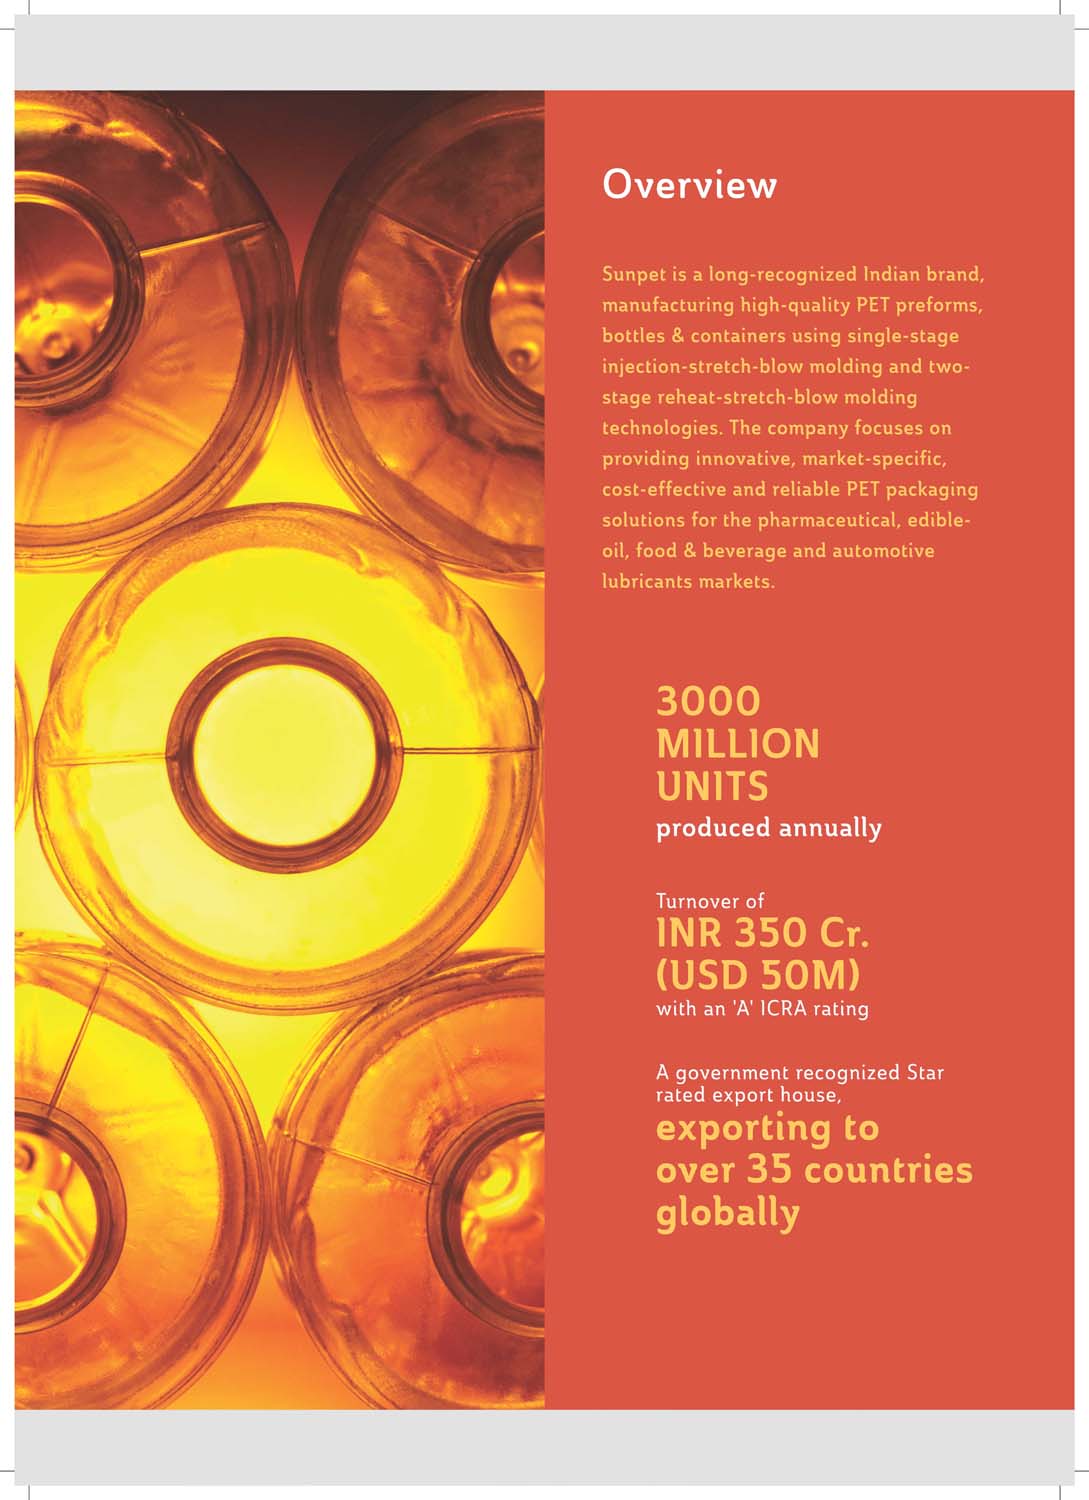 Overview
Sunpet is a long-recognized Indian brand,
manufacturing high-quality PET preforms,
bottles & containers using single-stage
injection-stretch-blow molding and two-
stage reheat-stretch-blow molding
technologies. The company focuses on
providing innovative, market-specific,
cost-effective and reliable PET packaging
solutions for the pharmaceutical, edible-
oil, food & beverage and automotive
lubricants markets.
3000
MILLION
UNITS
produced annually
Turnover of
INR 350 Cr.
(USD 50M)
with an 'A' ICRA rating
A government recognized Star
rated export house,
exporting to
over 35 countries
globally